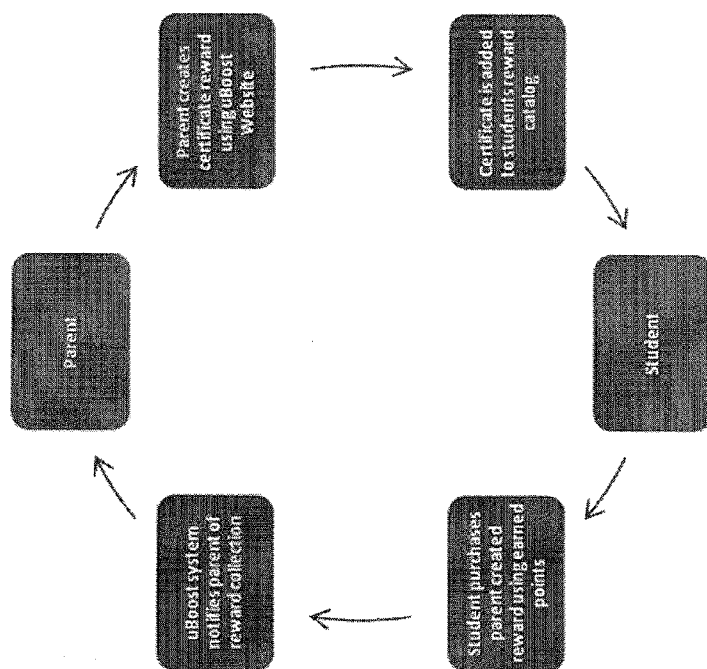 Parent
Parent creates
certificate reward
using uBoost
Website
Certificate is added
to students reward
catalog
Student
Student purchases
parent created
reward using earned
points
uBoost system
notifies parent of
reward collection